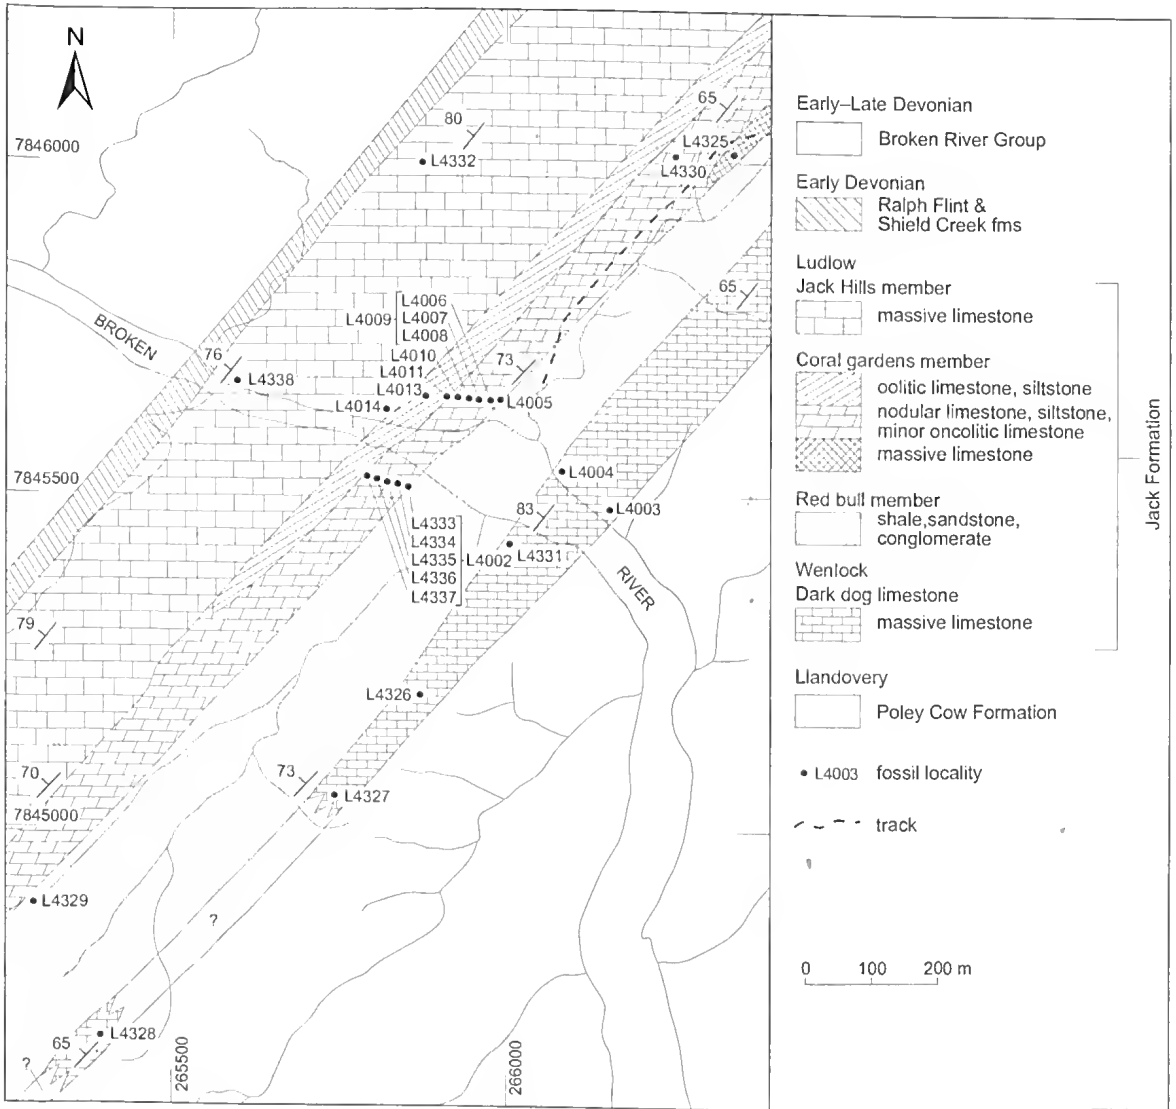 N
7846000
80
L4332
65
L4325
L4330
65
BROKEN
L4006
L4009
L4007
L4008
L4010
L4011
L4013
L4014
73
L4005
76
L4338
7845500
L4004
L4003
83
L4331
L4333
L4334
L4335
L4002
L4336
L4337
RIVER
79
L4326
70
73
L4327
7845000
L4329
?
L4328
65
?
265500
266000
Early–Late Devonian
Broken River Group
Early Devonian
Ralph Flint &
Shield Creek fms
Ludlow
Jack Hills member
massive limestone
Coral gardens member
oolitic limestone, siltstone
nodular limestone, siltstone,
minor oncolitic limestone
massive limestone
Red bull member
shale,sandstone,
conglomerate
Wenlock
Dark dog limestone
massive limestone
Jack Formation
Llandovery
Poley Cow Formation
L4003 fossil locality
track
0 100 200 m